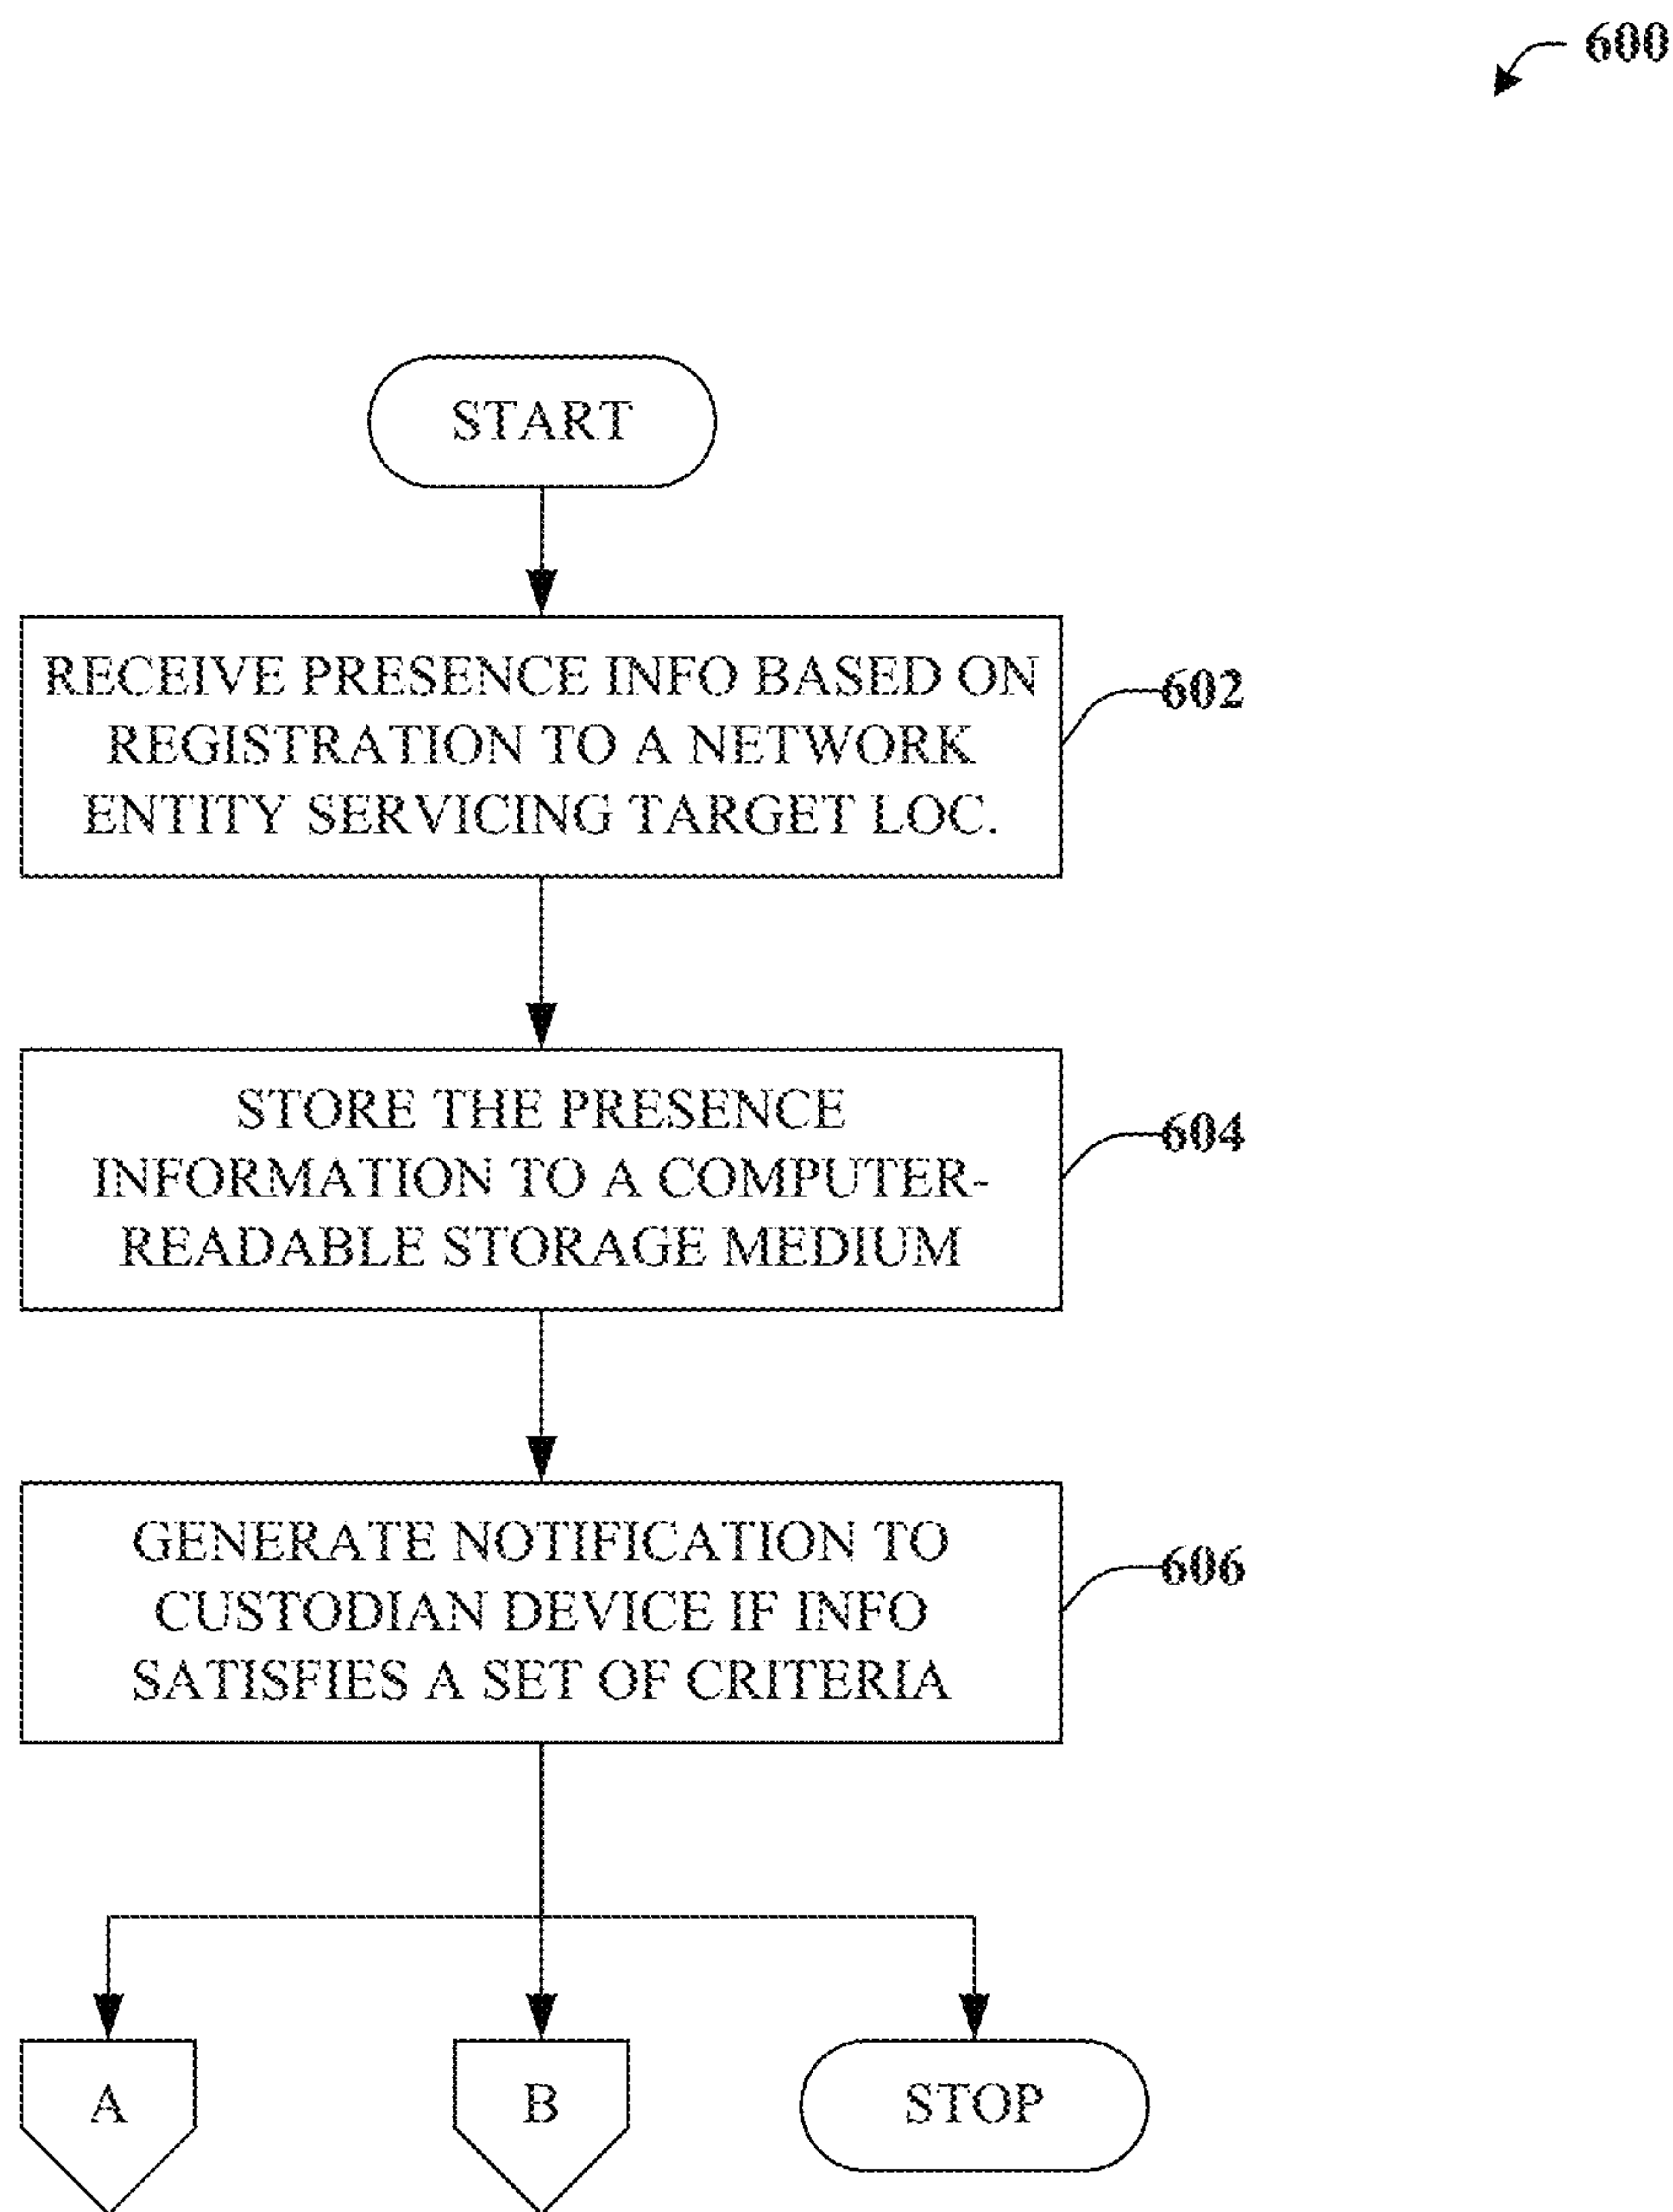 600
START
RECEIVE PRESENCE INFO BASED ON
REGISTRATION TO A NETWORK
ENTITY SERVICING TARGET LOC.
602
STORE THE PRESENCE
INFORMATION TO A COMPUTER-
READABLE STORAGE MEDIUM
604
GENERATE NOTIFICATION TO
CUSTODIAN DEVICE IF INFO
SATISFIES A SET OF CRITERIA
606
A
B
STOP